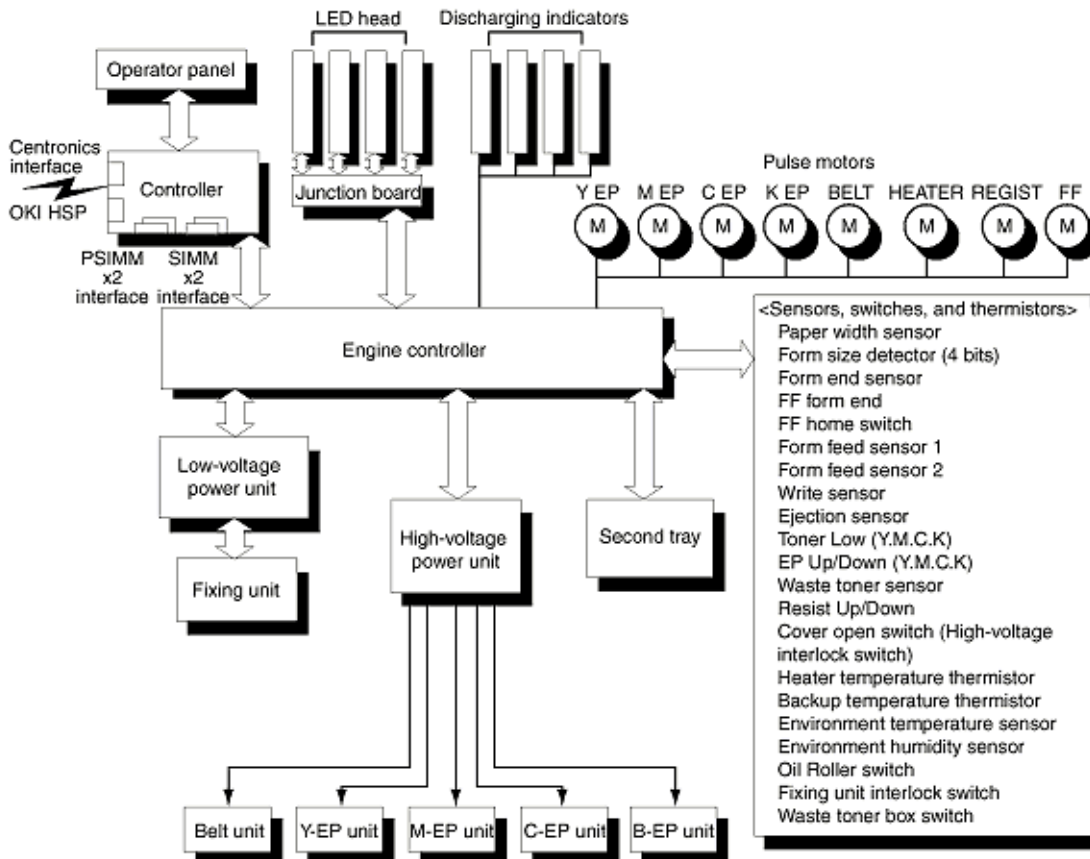 LED head
Discharging indicators
Operator panel
Centronics
interface
Controller
OKI HSP
PSIMM
x2
interface
SIMM
x2
interface
Junction board
Pulse motors
Y EP
M EP
C EP
K EP
BELT
HEATER
REGIST
FF
M
M
M
M
M
M
M
M
Engine controller
<Sensors, switches, and thermistors>
Paper width sensor
Form size detector (4 bits)
Form end sensor
FF form end
FF home switch
Form feed sensor 1
Form feed sensor 2
Write sensor
Ejection sensor
Toner Low (Y.M.C.K)
EP Up/Down (Y.M.C.K)
Waste toner sensor
Resist Up/Down
Cover open switch (High-voltage
interlock switch)
Heater temperature thermistor
Backup temperature thermistor
Environment temperature sensor
Environment humidity sensor
Oil Roller switch
Fixing unit interlock switch
Waste toner box switch
Low-voltage
power unit
Fixing unit
High-voltage
power unit
Second tray
Belt unit
Y-EP unit
M-EP unit
C-EP unit
B-EP unit